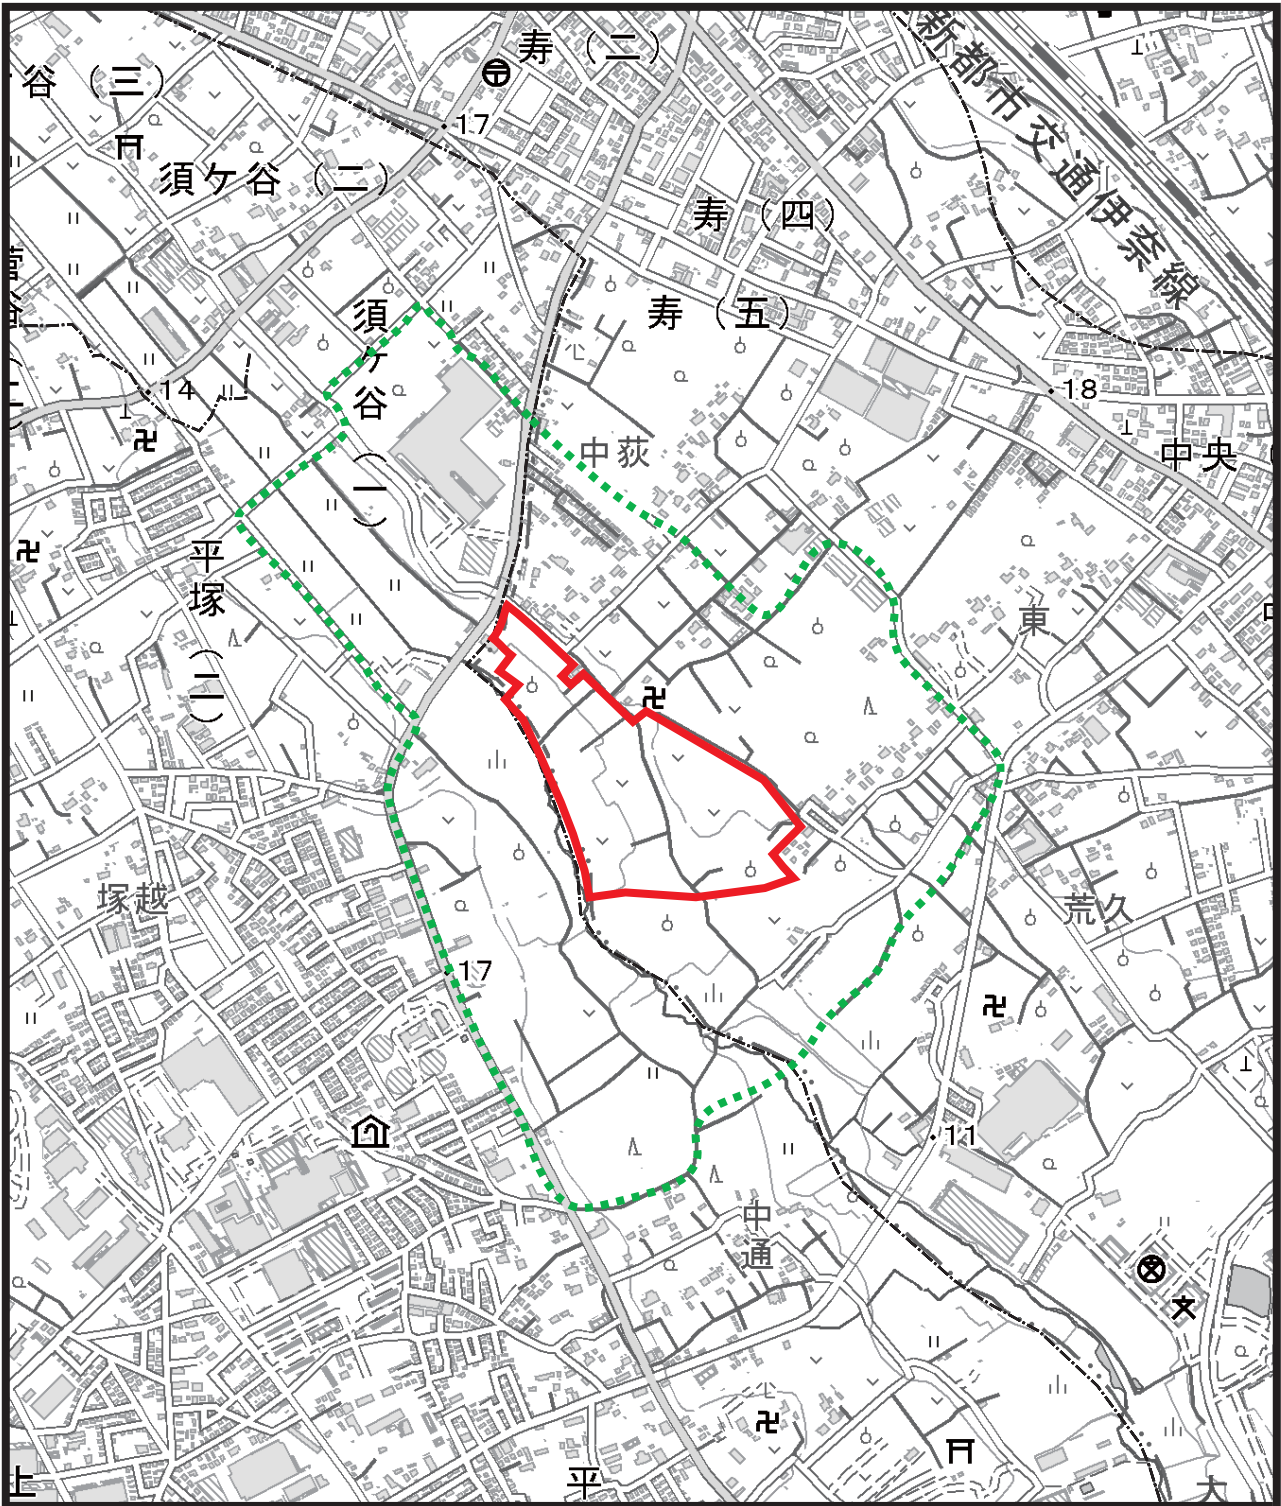 寿（二）
谷（三）
新都市交通伊奈線
17
須ケ谷（二）
寿（四）
寿（五）
須ケ谷（一）
14
18
中荻
中央
平塚（二）
東
塚越
荒久
17
11
中通
上
平